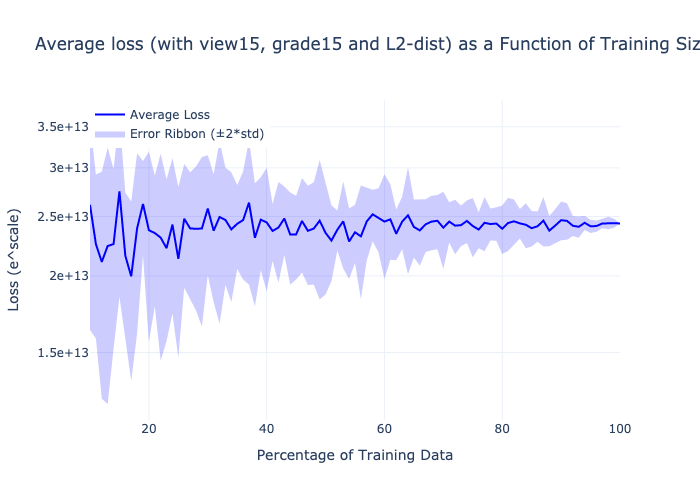 Average loss (with view15, grade15 and L2-dist) as a Function of Training Siz
Average Loss
Error Ribbon (±2*std)
3.5e+13
3e+13
2.5e+13
2e+13
1.5e+13
Loss (e^scale)
20
40
60
80
100
Percentage of Training Data